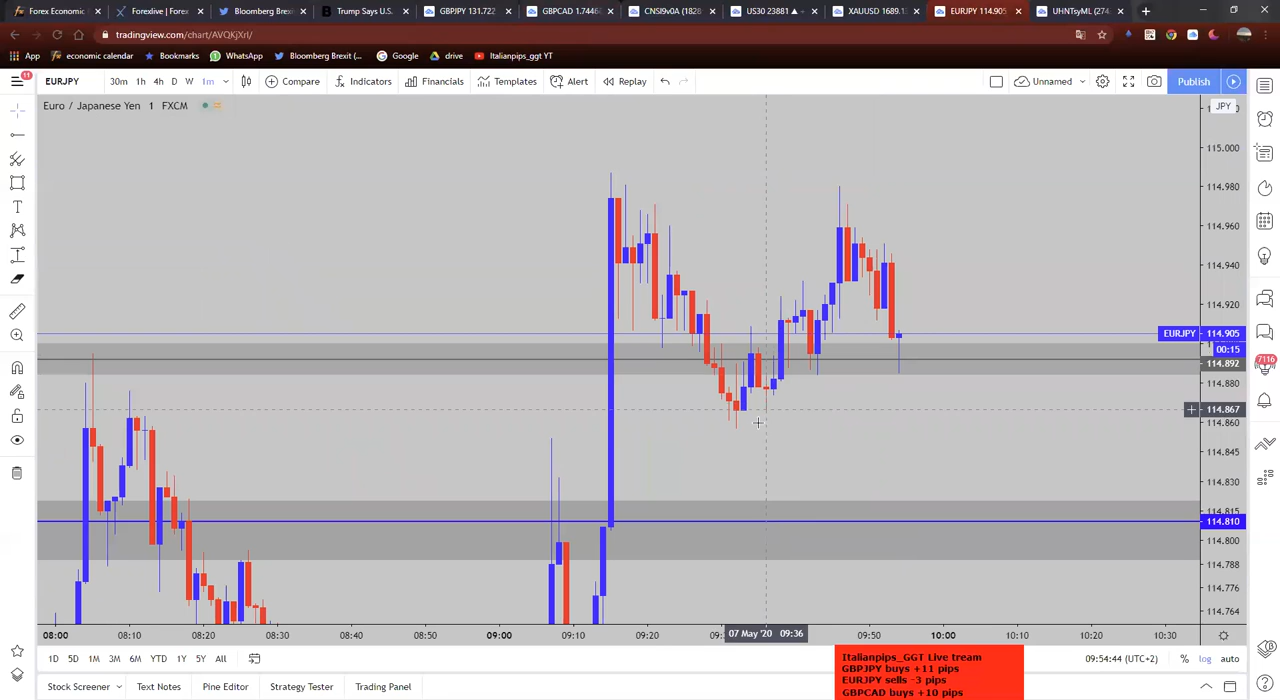 Forex Economic
Forexlive | Forex
Bloomberg Brexi
Trump Says U.S.
GBPJPY 131.722
GBPCAD 1.7446
CNSI9v0A (1828
US30 23881
XAUUSD 1689.1
EURJPY 114.905
UHNTsyML (274.
tradingview.com/chart/AVQKjXrI/
App
economic calendar
Bookmarks
WhatsApp
Bloomberg Brexit (...
Google
drive
Italianpips_ggt YT
11
EURJPY
30m 1h 4h D W 1m
Compare
Indicators
Financials
Templates
Alert
Replay
Unnamed
Publish
Euro / Japanese Yen 1 FXCM
JPY
115.000
114.980
114.960
114.940
114.920
EURJPY 114.905
00:15
114.892
114.880
114.867
114.860
114.845
114.830
114.815
114.810
114.800
114.788
114.776
114.764
7116
08:00 08:10 08:20 08:30 08:40 08:50 09:00 09:10 09:20 07 May '20 09:36 09:50 10:00 10:10 10:20 10:30
1D 5D 1M 3M 6M YTD 1Y 5Y All
09:54:44 (UTC+2) % log auto
Stock Screener
Text Notes
Pine Editor
Strategy Tester
Trading Panel
Italianpips_GGT Live tream
GBPJPY buys +11 pips
EURJPY sells -3 pips
GBPCAD buys +10 pips